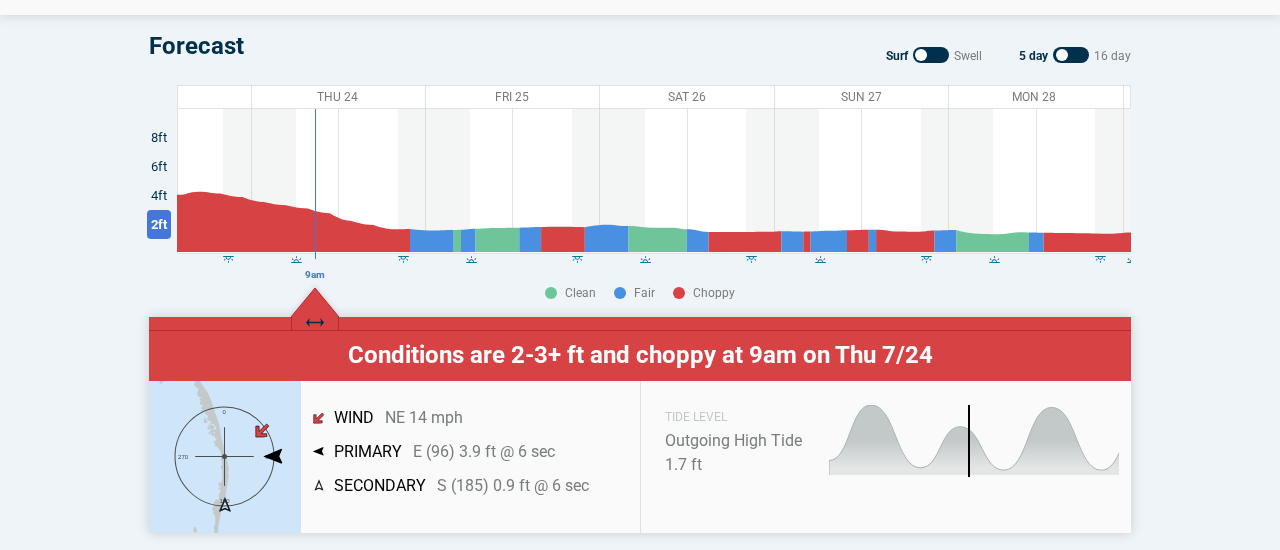 Forecast
Surf Swell 5 day 16 day
THU 24 FRI 25 SAT 26 SUN 27 MON 28
8ft
6ft
4ft
2ft
9am
Clean Fair Choppy
Conditions are 2-3+ ft and choppy at 9am on Thu 7/24
0
270
WIND NE 14 mph
PRIMARY E (96) 3.9 ft @ 6 sec
SECONDARY S (185) 0.9 ft @ 6 sec
TIDE LEVEL
Outgoing High Tide
1.7 ft